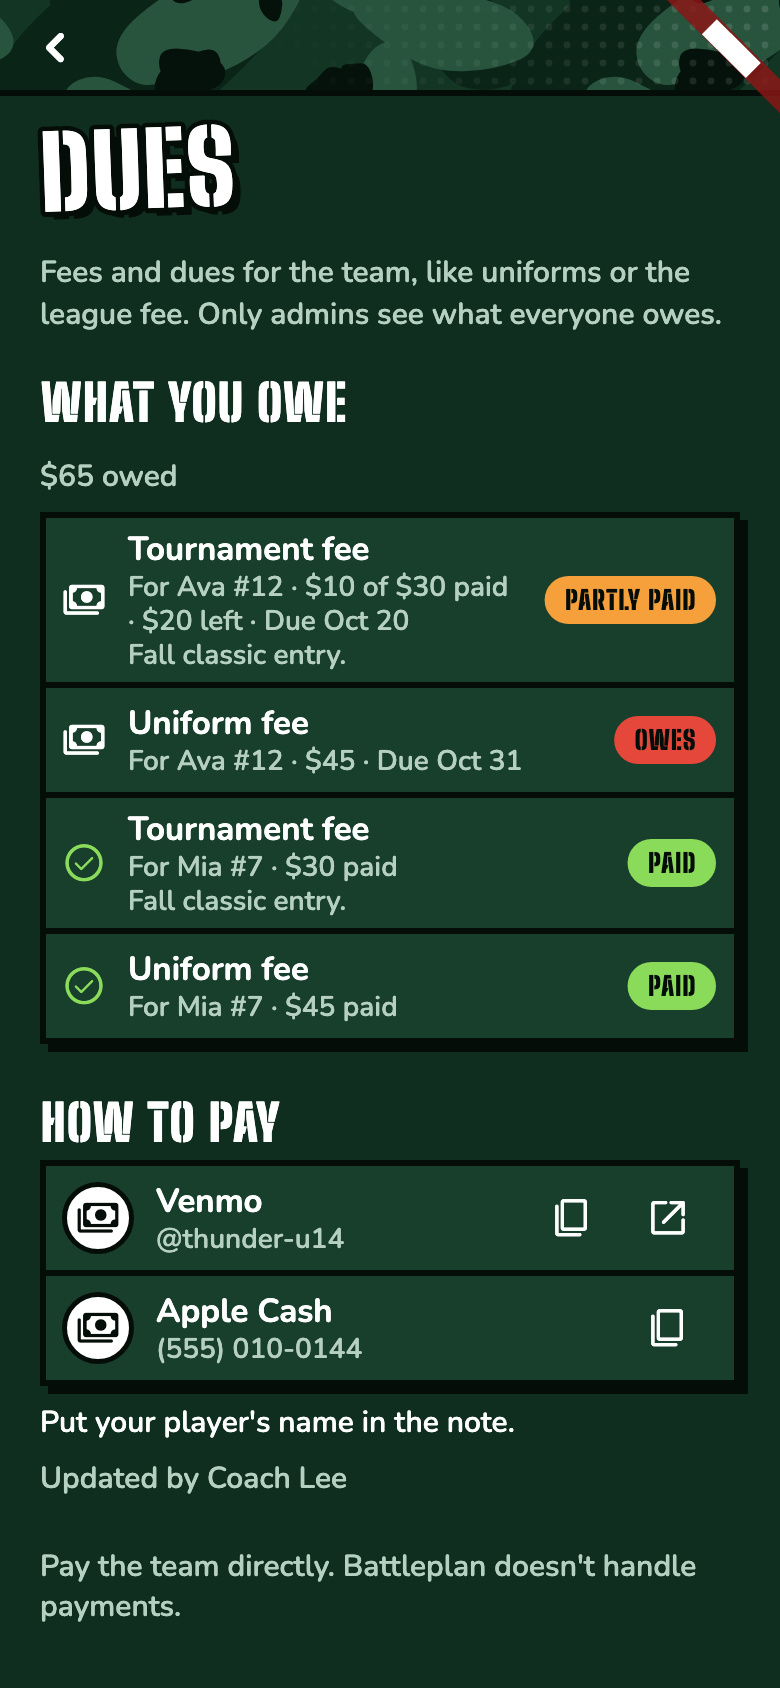 DUES
Fees and dues for the team, like uniforms or the
league fee. Only admins see what everyone owes.
WHAT YOU OWE
$65 owed
Tournament fee
For Ava #12 · $10 of $30 paid
· $20 left · Due Oct 20
Fall classic entry.
PARTLY PAID
Uniform fee
For Ava #12 · $45 · Due Oct 31
OWES
Tournament fee
For Mia #7 · $30 paid
Fall classic entry.
PAID
Uniform fee
For Mia #7 · $45 paid
PAID
HOW TO PAY
Venmo
@thunder-u14
Apple Cash
(555) 010-0144
Put your player's name in the note.
Updated by Coach Lee
Pay the team directly. Battleplan doesn't handle
payments.